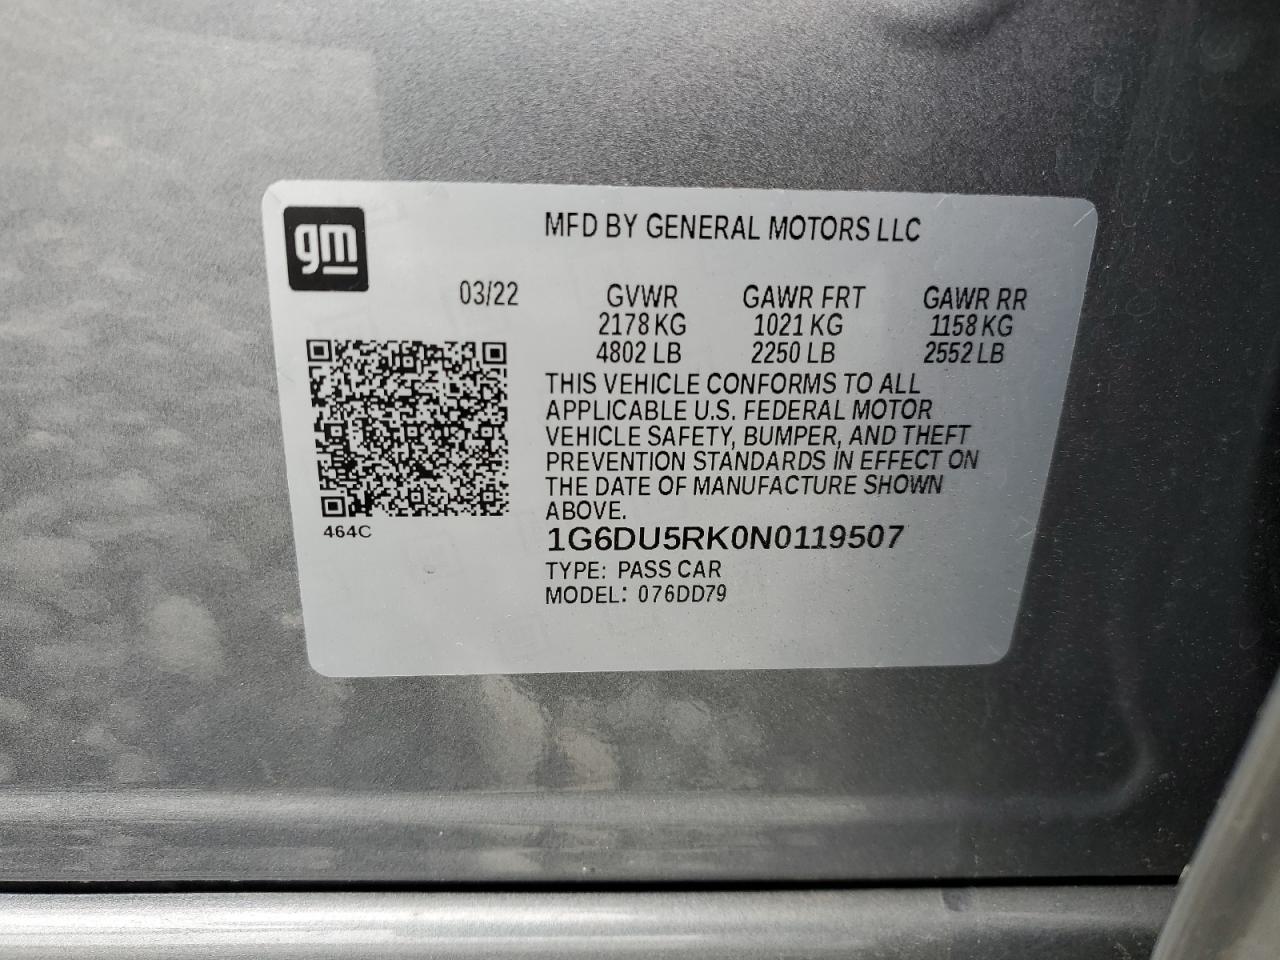 gm
MFD BY GENERAL MOTORS LLC
03/22 GVWR GAWR FRT GAWR RR
2178 KG 1021 KG 1158 KG
4802 LB 2250 LB 2552 LB
THIS VEHICLE CONFORMS TO ALL
APPLICABLE U.S. FEDERAL MOTOR
VEHICLE SAFETY, BUMPER, AND THEFT
PREVENTION STANDARDS IN EFFECT ON
THE DATE OF MANUFACTURE SHOWN
ABOVE.
464C
1G6DU5RK0N0119507
TYPE: PASS CAR
MODEL: 076DD79